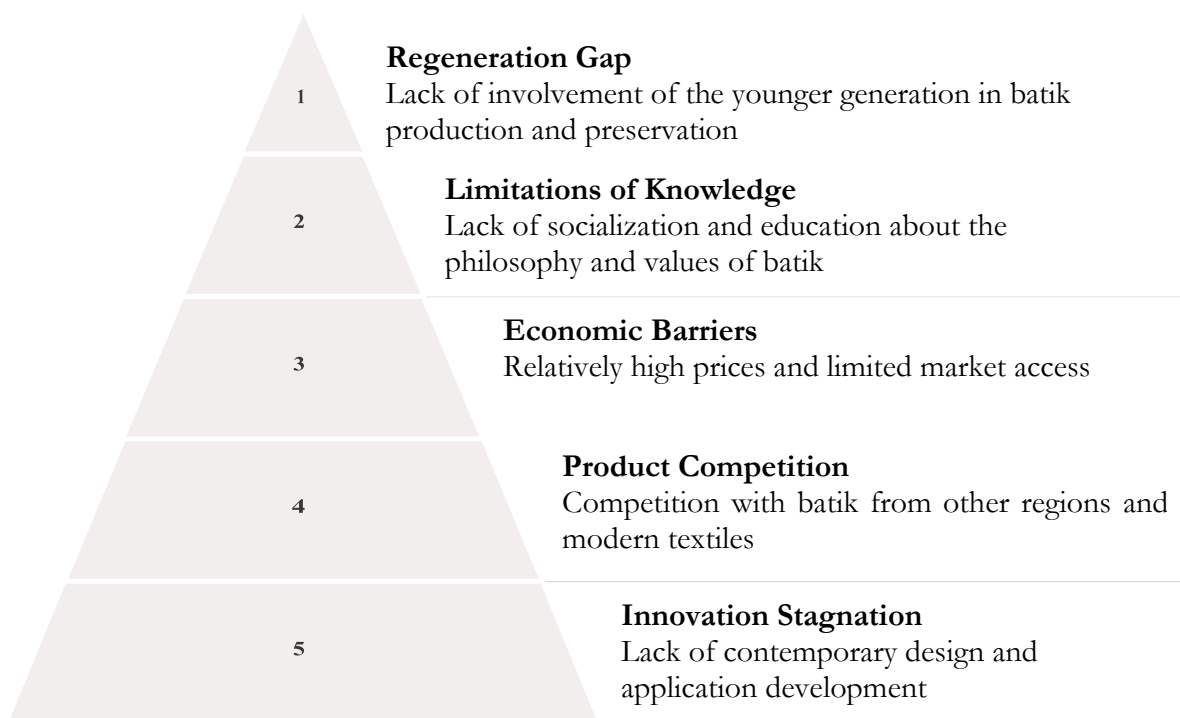 1
Regeneration Gap
Lack of involvement of the younger generation in batik
production and preservation
2
Limitations of Knowledge
Lack of socialization and education about the
philosophy and values of batik
3
Economic Barriers
Relatively high prices and limited market access
4
Product Competition
Competition with batik from other regions and
modern textiles
5
Innovation Stagnation
Lack of contemporary design and
application development